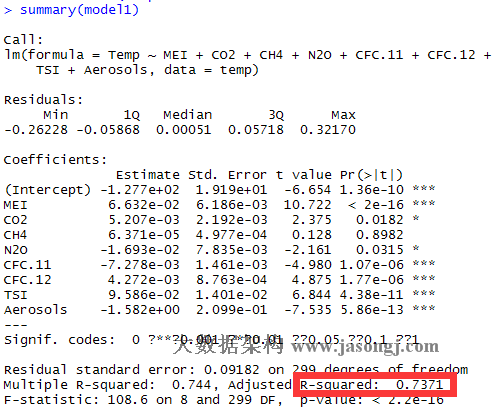 > summary(model1)
Call:
lm(formula = Temp ~ MEI + CO2 + CH4 + N2O + CFC.11 + CFC.12 +
TSI + Aerosols, data = temp)
Residuals:
Min 1Q Median 3Q Max
-0.26228 -0.05868 0.00051 0.05718 0.32170
Coefficients:
Estimate Std. Error t value Pr(>|t|)
(Intercept) -1.277e+02 1.919e+01 -6.654 1.36e-10 ***
MEI 6.632e-02 6.186e-03 10.722 < 2e-16 ***
CO2 5.207e-03 2.192e-03 2.375 0.0182 *
CH4 6.371e-05 4.977e-04 0.128 0.8982
N2O -1.693e-02 7.835e-03 -2.161 0.0315 *
CFC.11 -7.278e-03 1.461e-03 -4.980 1.07e-06 ***
CFC.12 4.272e-03 8.763e-04 4.875 1.77e-06 ***
TSI 9.586e-02 1.401e-02 6.844 4.38e-11 ***
Aerosols -1.582e+00 2.099e-01 -7.535 5.86e-13 ***
---
Signif. codes: 0 ?**?0.001 ?**?0.01 ??0.05 ??0.1 ??1
大数据架构 www.jasongj.com
Residual standard error: 0.09182 on 299 degrees of freedom
Multiple R-squared: 0.744, Adjusted R-squared: 0.7371
F-statistic: 108.6 on 8 and 299 DF, p-value: < 2.2e-16